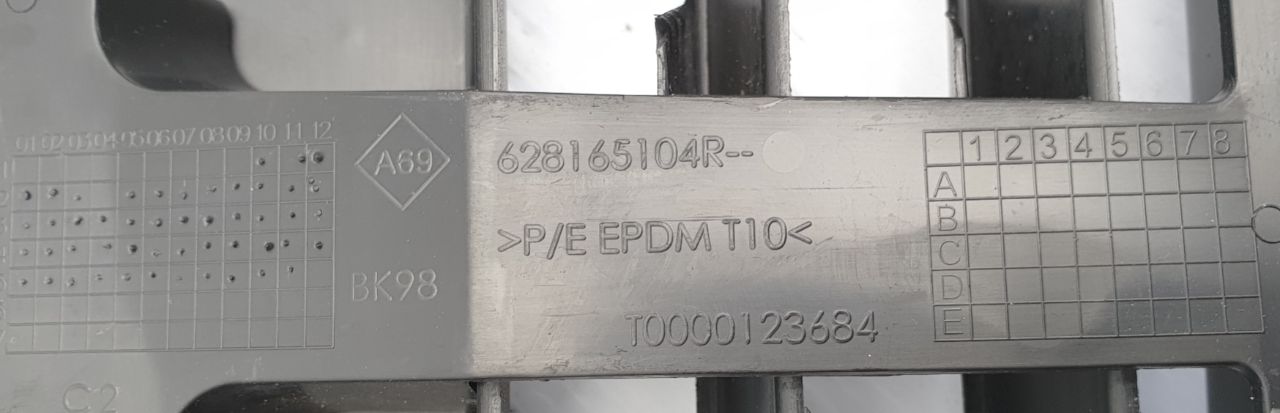 01 02 03 04 05 06 07 08 09 10 11 12
A69
BK98
C2
628165104R--
>P/E EPDM T10<
T0000123684
1 2 3 4 5 6 7 8
A
B
C
D
E